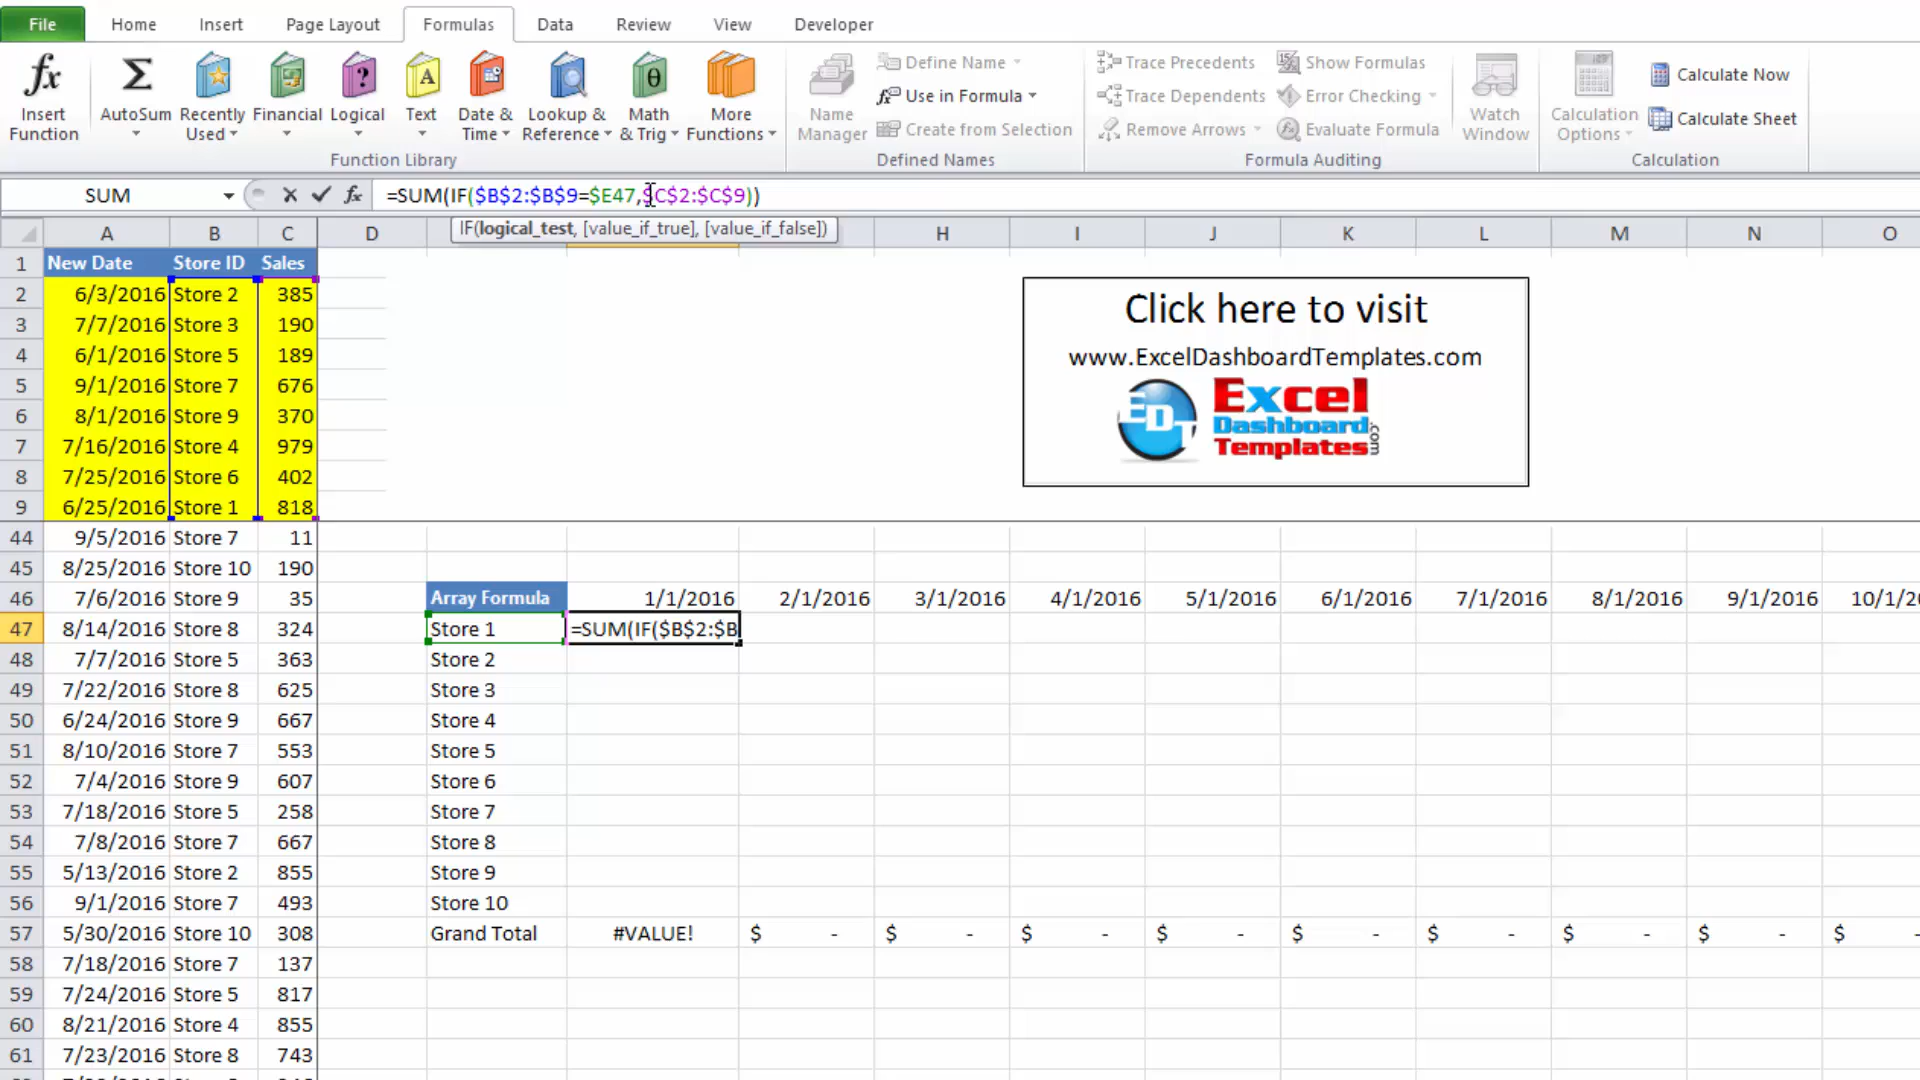 File Home Insert Page Layout Formulas Data Review View Developer
Insert Function
AutoSum
Recently Used
Financial
Logical
Text
Date & Time
Lookup & Reference
Math & Trig
More Functions
Function Library
Name Manager
Define Name
Use in Formula
Create from Selection
Defined Names
Trace Precedents
Trace Dependents
Remove Arrows
Show Formulas
Error Checking
Evaluate Formula
Formula Auditing
Watch Window
Calculation Options
Calculate Now
Calculate Sheet
Calculation
SUM fx =SUM(IF($B$2:$B$9=$E47,$C$2:$C$9))
IF(logical_test, [value_if_true], [value_if_false])
A B C D H I J K L M N O
1 New Date Store ID Sales
2 6/3/2016 Store 2 385
3 7/7/2016 Store 3 190
4 6/1/2016 Store 5 189
5 9/1/2016 Store 7 676
6 8/1/2016 Store 9 370
7 7/16/2016 Store 4 979
8 7/25/2016 Store 6 402
9 6/25/2016 Store 1 818
Click here to visit
www.ExcelDashboardTemplates.com
EDT
Excel
Dashboard
Templates
.com
44 9/5/2016 Store 7 11
45 8/25/2016 Store 10 190
46 7/6/2016 Store 9 35 Array Formula 1/1/2016 2/1/2016 3/1/2016 4/1/2016 5/1/2016 6/1/2016 7/1/2016 8/1/2016 9/1/2016 10/1/20
47 8/14/2016 Store 8 324 Store 1 =SUM(IF($B$2:$B
48 7/7/2016 Store 5 363 Store 2
49 7/22/2016 Store 8 625 Store 3
50 6/24/2016 Store 9 667 Store 4
51 8/10/2016 Store 7 553 Store 5
52 7/4/2016 Store 9 607 Store 6
53 7/18/2016 Store 5 258 Store 7
54 7/8/2016 Store 7 667 Store 8
55 5/13/2016 Store 2 855 Store 9
56 9/1/2016 Store 7 493 Store 10
57 5/30/2016 Store 10 308 Grand Total #VALUE! $ - $ - $ - $ - $ - $ - $ - $ - $ -
58 7/18/2016 Store 7 137
59 7/24/2016 Store 5 817
60 8/21/2016 Store 4 855
61 7/23/2016 Store 8 743